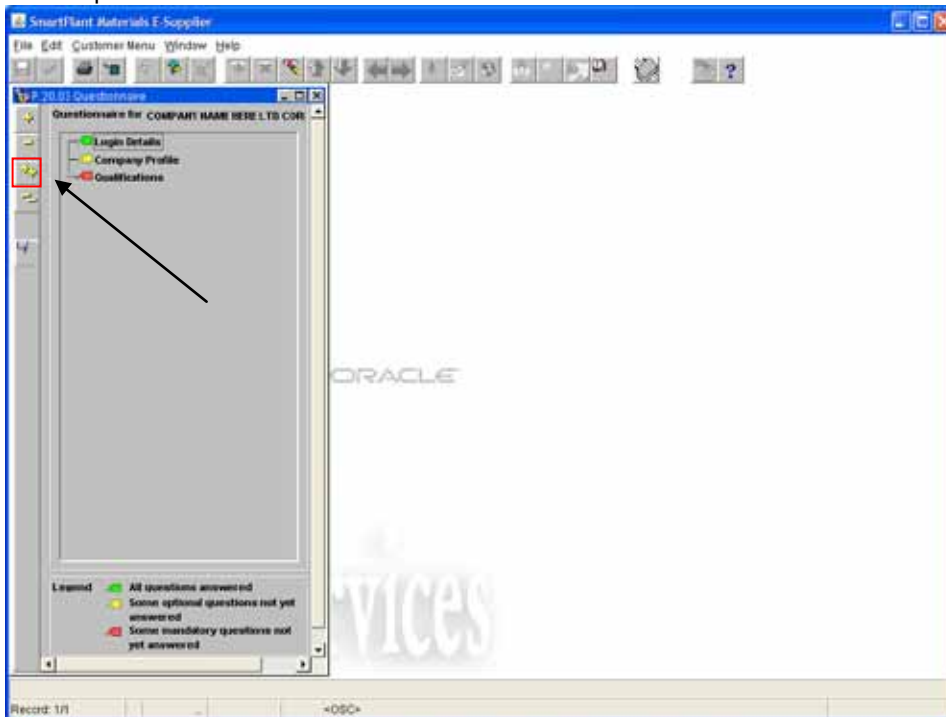 SmartPlant Materials E-Supplier
File Edit Customer Menu Window Help
P.20.03 Questionnaire
Questionnaire for COMPANY NAME HERE LTD COR
Login Details
Company Profile
Qualifications
ORACLE
vices
Legend All questions answered
Some optional questions not yet
answered
Some mandatory questions not
yet answered
Record: 1/1 <OSC>